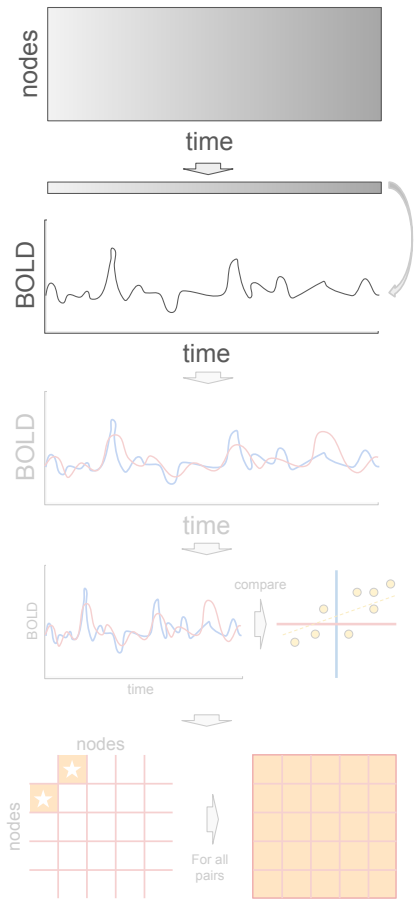 nodes
time
BOLD
time
BOLD
time
BOLD
time
compare
nodes
nodes
For all
pairs